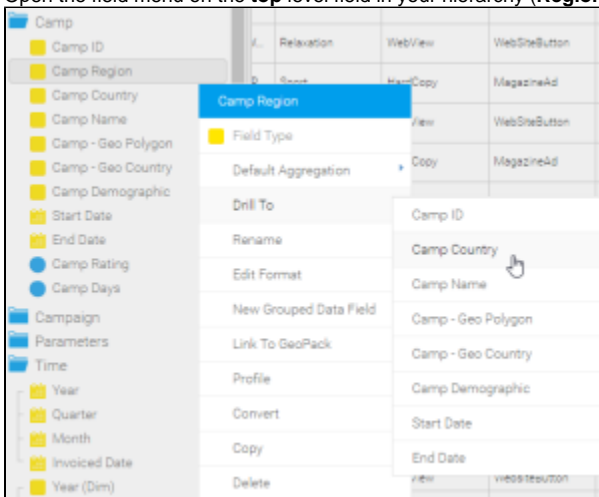 Open the field menu on the top level field in your hierarchy (Region
Camp
Camp ID
Camp Region
Camp Country
Camp Name
Camp - Geo Polygon
Camp - Geo Country
Camp Demographic
Start Date
End Date
Camp Rating
Camp Days
Campaign
Parameters
Time
Year
Quarter
Month
Invoiced Date
Year (Dim)
Relaxation WebView WebSiteButton
Sport HardCopy MagazineAd
View WebSiteButton
Copy MagazineAd
Camp Region
Field Type
Default Aggregation
Drill To
Rename
Edit Format
New Grouped Data Field
Link To GeoPack
Profile
Convert
Copy
Delete
Camp ID
Camp Country
Camp Name
Camp - Geo Polygon
Camp - Geo Country
Camp Demographic
Start Date
End Date
View WebSiteButton